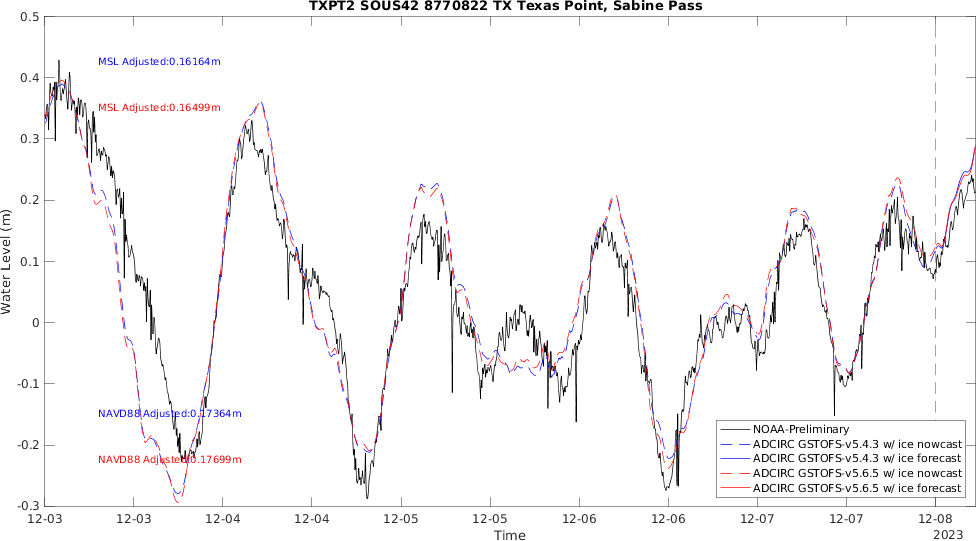 TXPT2 SOUS42 8770822 TX Texas Point, Sabine Pass
0.5
0.4
0.3
0.2
0.1
0
-0.1
-0.2
-0.3
Water Level (m)
MSL Adjusted:0.16164m
MSL Adjusted:0.16499m
NAVD88 Adjusted:0.17364m
NAVD88 Adjusted:0.17699m
NOAA-Preliminary
ADCIRC GSTOFS-v5.4.3 w/ ice nowcast
ADCIRC GSTOFS-v5.4.3 w/ ice forecast
ADCIRC GSTOFS-v5.6.5 w/ ice nowcast
ADCIRC GSTOFS-v5.6.5 w/ ice forecast
12-03 12-03 12-04 12-04 12-05 12-05 12-06 12-06 12-07 12-07 12-08
Time 2023